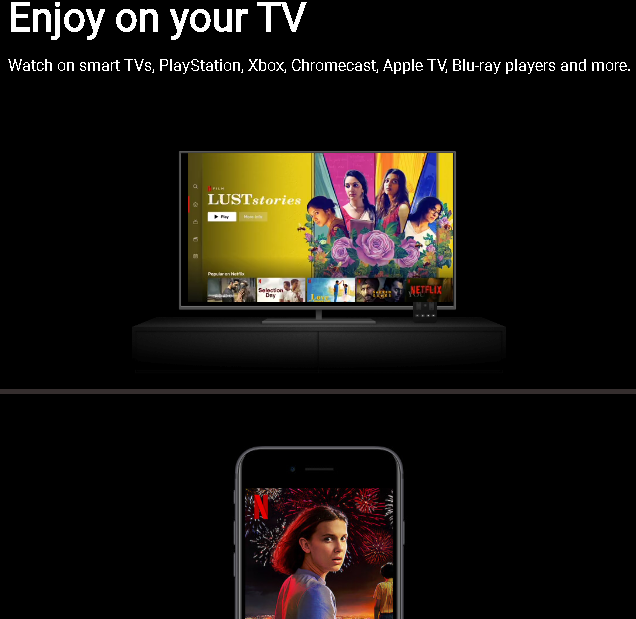 Enjoy on your TV
Watch on smart TVs, PlayStation, Xbox, Chromecast, Apple TV, Blu-ray players and more.
FILM
LUST stories
Play
More Info
Popular on Netflix
Selection
Day
NETFLIX
N